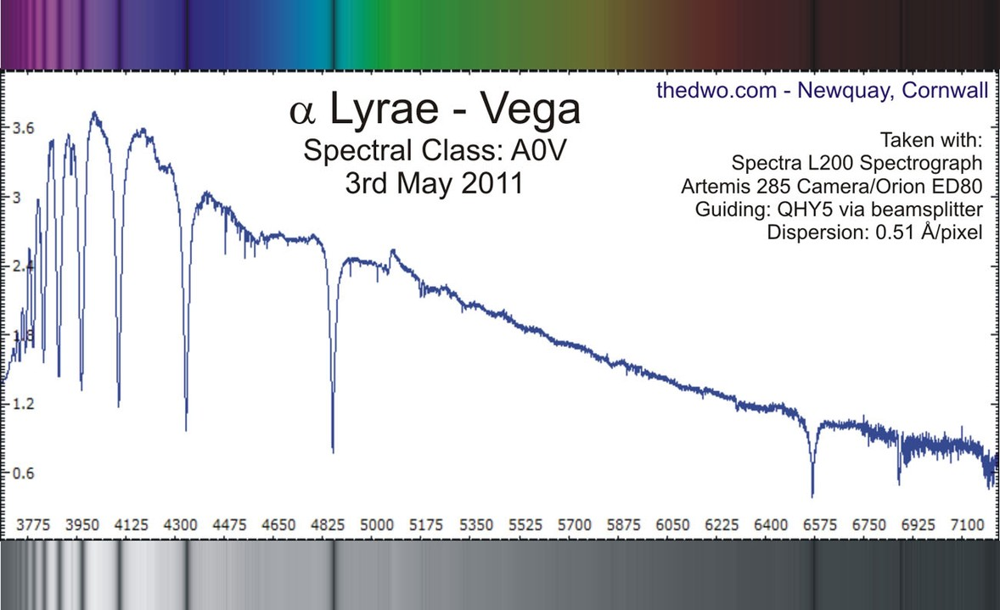 thedwo.com - Newquay, Cornwall
α Lyrae - Vega
Spectral Class: A0V
3rd May 2011
Taken with:
Spectra L200 Spectrograph
Artemis 285 Camera/Orion ED80
Guiding: QHY5 via beamsplitter
Dispersion: 0.51 Å/pixel
3.6
3
2.4
1.8
1.2
0.6
3775 3950 4125 4300 4475 4650 4825 5000 5175 5350 5525 5700 5875 6050 6225 6400 6575 6750 6925 7100